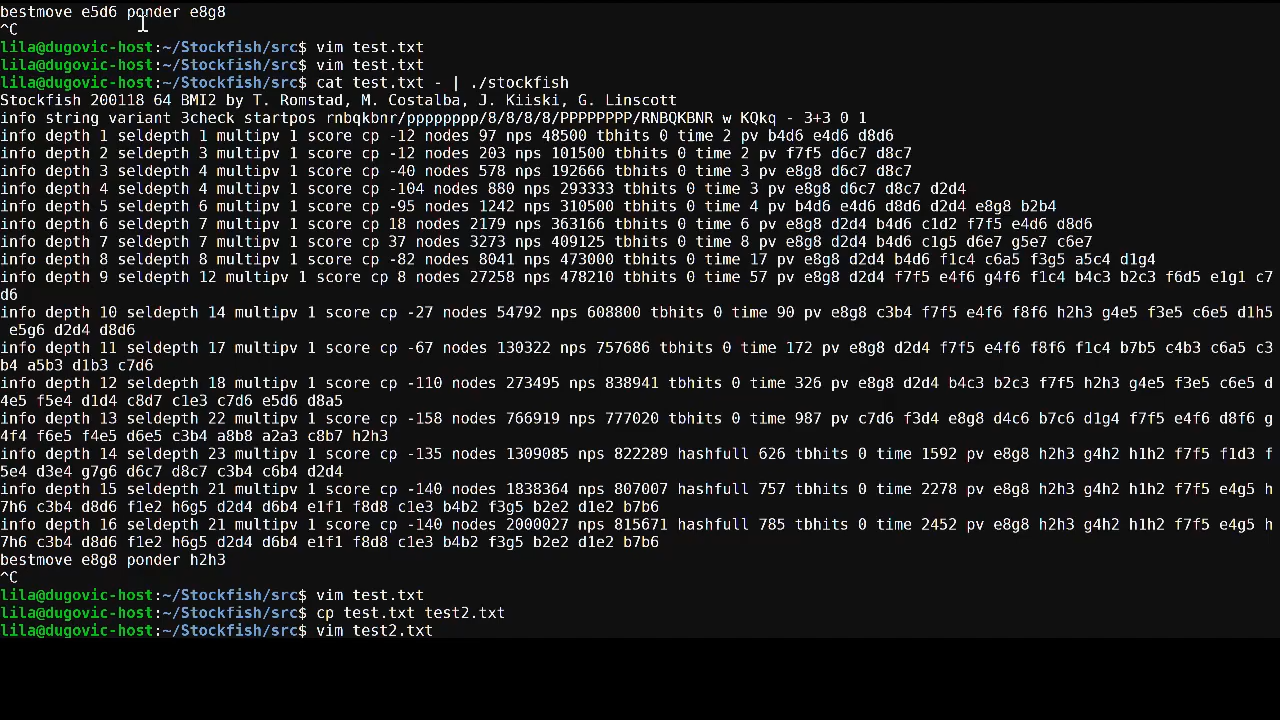 bestmove e5d6 ponder e8g8
^C
lila@dugovic-host:~/Stockfish/src$ vim test.txt
lila@dugovic-host:~/Stockfish/src$ vim test.txt
lila@dugovic-host:~/Stockfish/src$ cat test.txt - | ./stockfish
Stockfish 200118 64 BMI2 by T. Romstad, M. Costalba, J. Kiiski, G. Linscott
info string variant 3check startpos rnbqkbnr/pppppppp/8/8/8/8/PPPPPPPP/RNBQKBNR w KQkq - 3+3 0 1
info depth 1 seldepth 1 multipv 1 score cp -12 nodes 97 nps 48500 tbhits 0 time 2 pv b4d6 e4d6 d8d6
info depth 2 seldepth 3 multipv 1 score cp -12 nodes 203 nps 101500 tbhits 0 time 2 pv f7f5 d6c7 d8c7
info depth 3 seldepth 4 multipv 1 score cp -40 nodes 578 nps 192666 tbhits 0 time 3 pv e8g8 d6c7 d8c7
info depth 4 seldepth 4 multipv 1 score cp -104 nodes 880 nps 293333 tbhits 0 time 3 pv e8g8 d6c7 d8c7 d2d4
info depth 5 seldepth 6 multipv 1 score cp -95 nodes 1242 nps 310500 tbhits 0 time 4 pv b4d6 e4d6 d8d6 d2d4 e8g8 b2b4
info depth 6 seldepth 7 multipv 1 score cp 18 nodes 2179 nps 363166 tbhits 0 time 6 pv e8g8 d2d4 b4d6 c1d2 f7f5 e4d6 d8d6
info depth 7 seldepth 7 multipv 1 score cp 37 nodes 3273 nps 409125 tbhits 0 time 8 pv e8g8 d2d4 b4d6 c1g5 d6e7 g5e7 c6e7
info depth 8 seldepth 8 multipv 1 score cp -82 nodes 8041 nps 473000 tbhits 0 time 17 pv e8g8 d2d4 b4d6 f1c4 c6a5 f3g5 a5c4 d1g4
info depth 9 seldepth 12 multipv 1 score cp 8 nodes 27258 nps 478210 tbhits 0 time 57 pv e8g8 d2d4 f7f5 e4f6 g4f6 f1c4 b4c3 b2c3 f6d5 e1g1 c7
d6
info depth 10 seldepth 14 multipv 1 score cp -27 nodes 54792 nps 608800 tbhits 0 time 90 pv e8g8 c3b4 f7f5 e4f6 f8f6 h2h3 g4e5 f3e5 c6e5 d1h5
 e5g6 d2d4 d8d6
info depth 11 seldepth 17 multipv 1 score cp -67 nodes 130322 nps 757686 tbhits 0 time 172 pv e8g8 d2d4 f7f5 e4f6 f8f6 f1c4 b7b5 c4b3 c6a5 c3
b4 a5b3 d1b3 c7d6
info depth 12 seldepth 18 multipv 1 score cp -110 nodes 273495 nps 838941 tbhits 0 time 326 pv e8g8 d2d4 b4c3 b2c3 f7f5 h2h3 g4e5 f3e5 c6e5 d
4e5 f5e4 d1d4 c8d7 c1e3 c7d6 e5d6 d8a5
info depth 13 seldepth 22 multipv 1 score cp -158 nodes 766919 nps 777020 tbhits 0 time 987 pv c7d6 f3d4 e8g8 d4c6 b7c6 d1g4 f7f5 e4f6 d8f6 g
4f4 f6e5 f4e5 d6e5 c3b4 a8b8 a2a3 c8b7 h2h3
info depth 14 seldepth 23 multipv 1 score cp -135 nodes 1309085 nps 822289 hashfull 626 tbhits 0 time 1592 pv e8g8 h2h3 g4h2 h1h2 f7f5 f1d3 f
5e4 d3e4 g7g6 d6c7 d8c7 c3b4 c6b4 d2d4
info depth 15 seldepth 21 multipv 1 score cp -140 nodes 1838364 nps 807007 hashfull 757 tbhits 0 time 2278 pv e8g8 h2h3 g4h2 h1h2 f7f5 e4g5 h
7h6 c3b4 d8d6 f1e2 h6g5 d2d4 d6b4 e1f1 f8d8 c1e3 b4b2 f3g5 b2e2 d1e2 b7b6
info depth 16 seldepth 21 multipv 1 score cp -140 nodes 2000027 nps 815671 hashfull 785 tbhits 0 time 2452 pv e8g8 h2h3 g4h2 h1h2 f7f5 e4g5 h
7h6 c3b4 d8d6 f1e2 h6g5 d2d4 d6b4 e1f1 f8d8 c1e3 b4b2 f3g5 b2e2 d1e2 b7b6
bestmove e8g8 ponder h2h3
^C
lila@dugovic-host:~/Stockfish/src$ vim test.txt
lila@dugovic-host:~/Stockfish/src$ cp test.txt test2.txt
lila@dugovic-host:~/Stockfish/src$ vim test2.txt